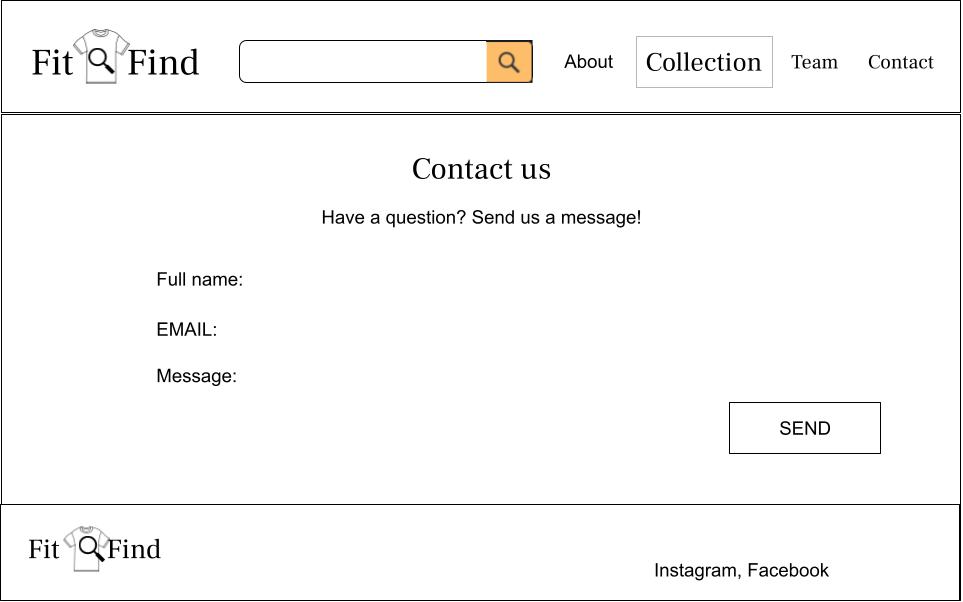 Fit Find About Collection Team Contact
Contact us
Have a question? Send us a message!
Full name:
EMAIL:
Message:
SEND
Fit Find
Instagram, Facebook